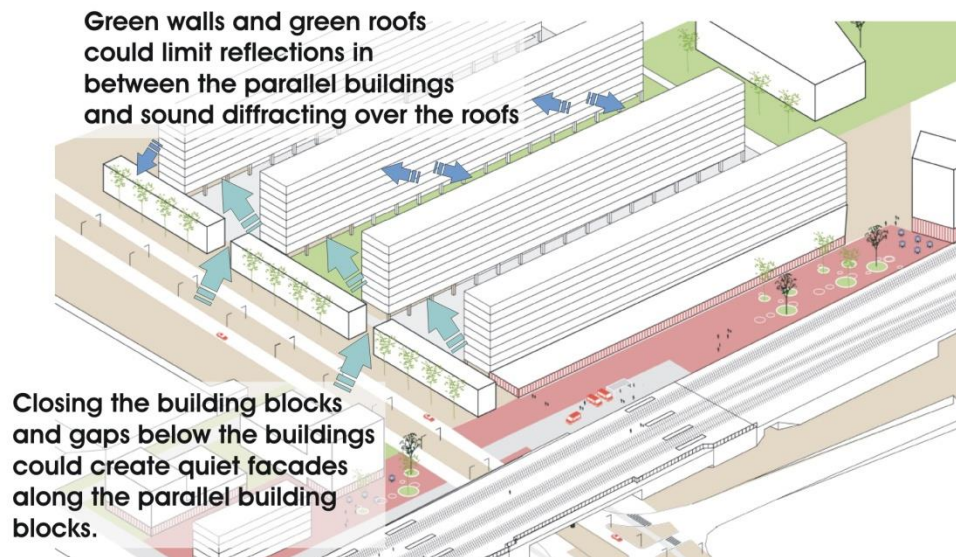 Green walls and green roofs
could limit reflections in
between the parallel buildings
and sound diffracting over the roofs
Closing the building blocks
and gaps below the buildings
could create quiet facades
along the parallel building
blocks.